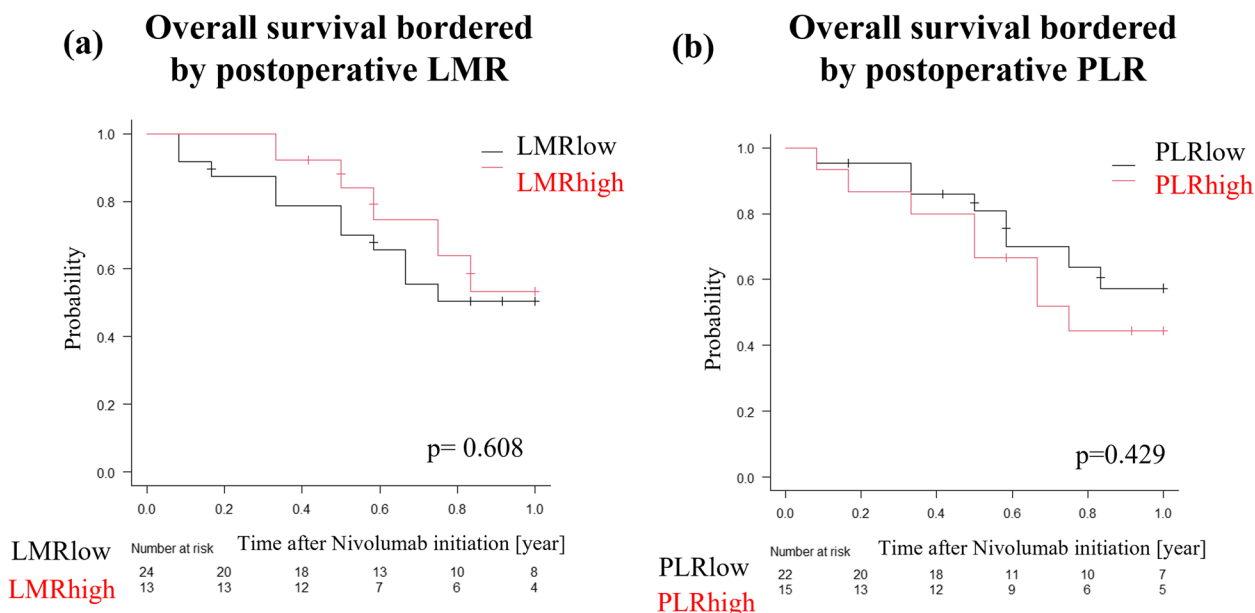 (a)
Overall survival bordered
by postoperative LMR
Probability
1.0
0.8
0.6
0.4
0.2
0.0
LMRlow
LMRhigh
p= 0.608
0.0 0.2 0.4 0.6 0.8 1.0
Number at risk
Time after Nivolumab initiation [year]
LMRlow
24 20 18 13 10 8
LMRhigh
13 13 12 7 6 4
(b)
Overall survival bordered
by postoperative PLR
Probability
1.0
0.8
0.6
0.4
0.2
0.0
PLRlow
PLRhigh
p=0.429
0.0 0.2 0.4 0.6 0.8 1.0
Number at risk
Time after Nivolumab initiation [year]
PLRlow
22 20 18 11 10 7
PLRhigh
15 13 12 9 6 5